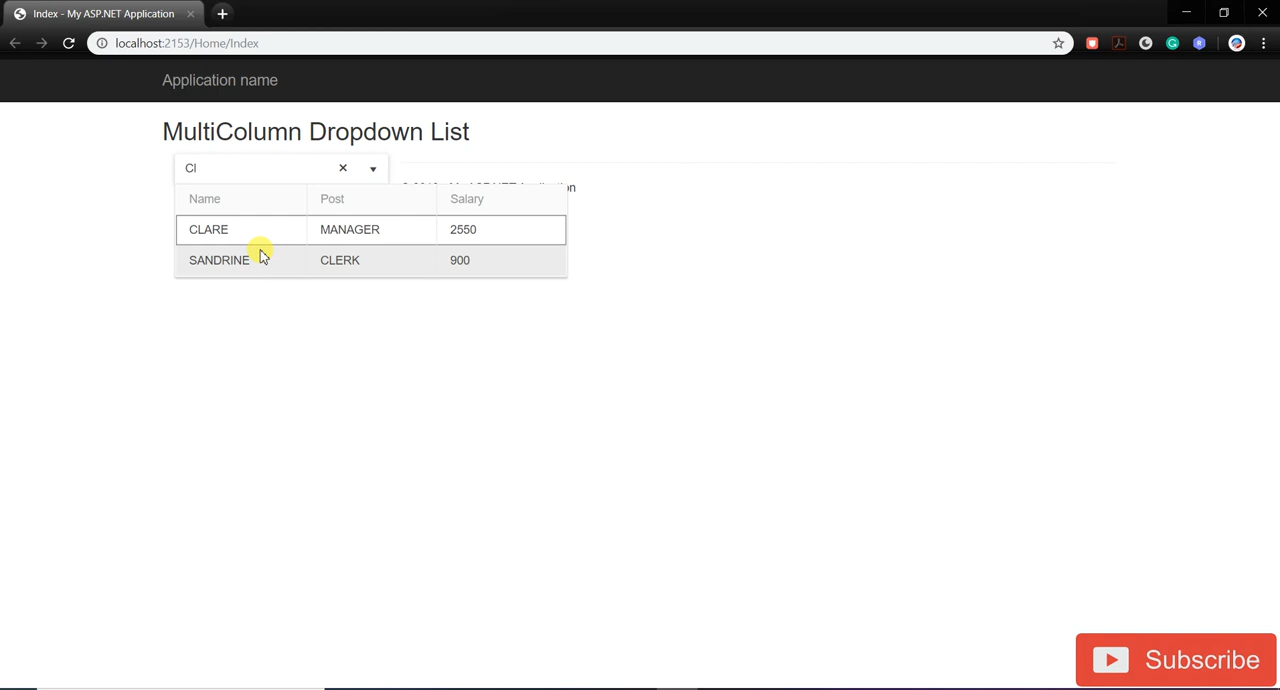 Index - My ASP.NET Application
localhost:2153/Home/Index
Application name
MultiColumn Dropdown List
Cl
Name Post Salary
CLARE MANAGER 2550
SANDRINE CLERK 900
Subscribe